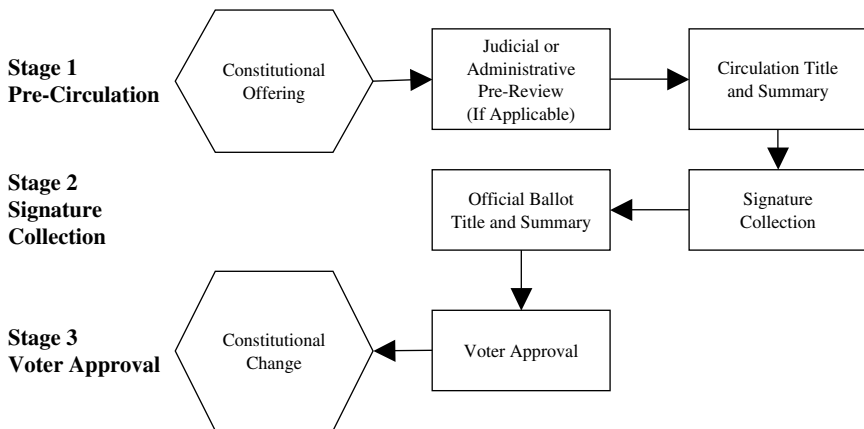 Stage 1
Pre-Circulation
Constitutional
Offering
Judicial or
Administrative
Pre-Review
(If Applicable)
Circulation Title
and Summary
Stage 2
Signature
Collection
Official Ballot
Title and Summary
Signature
Collection
Stage 3
Voter Approval
Constitutional
Change
Voter Approval